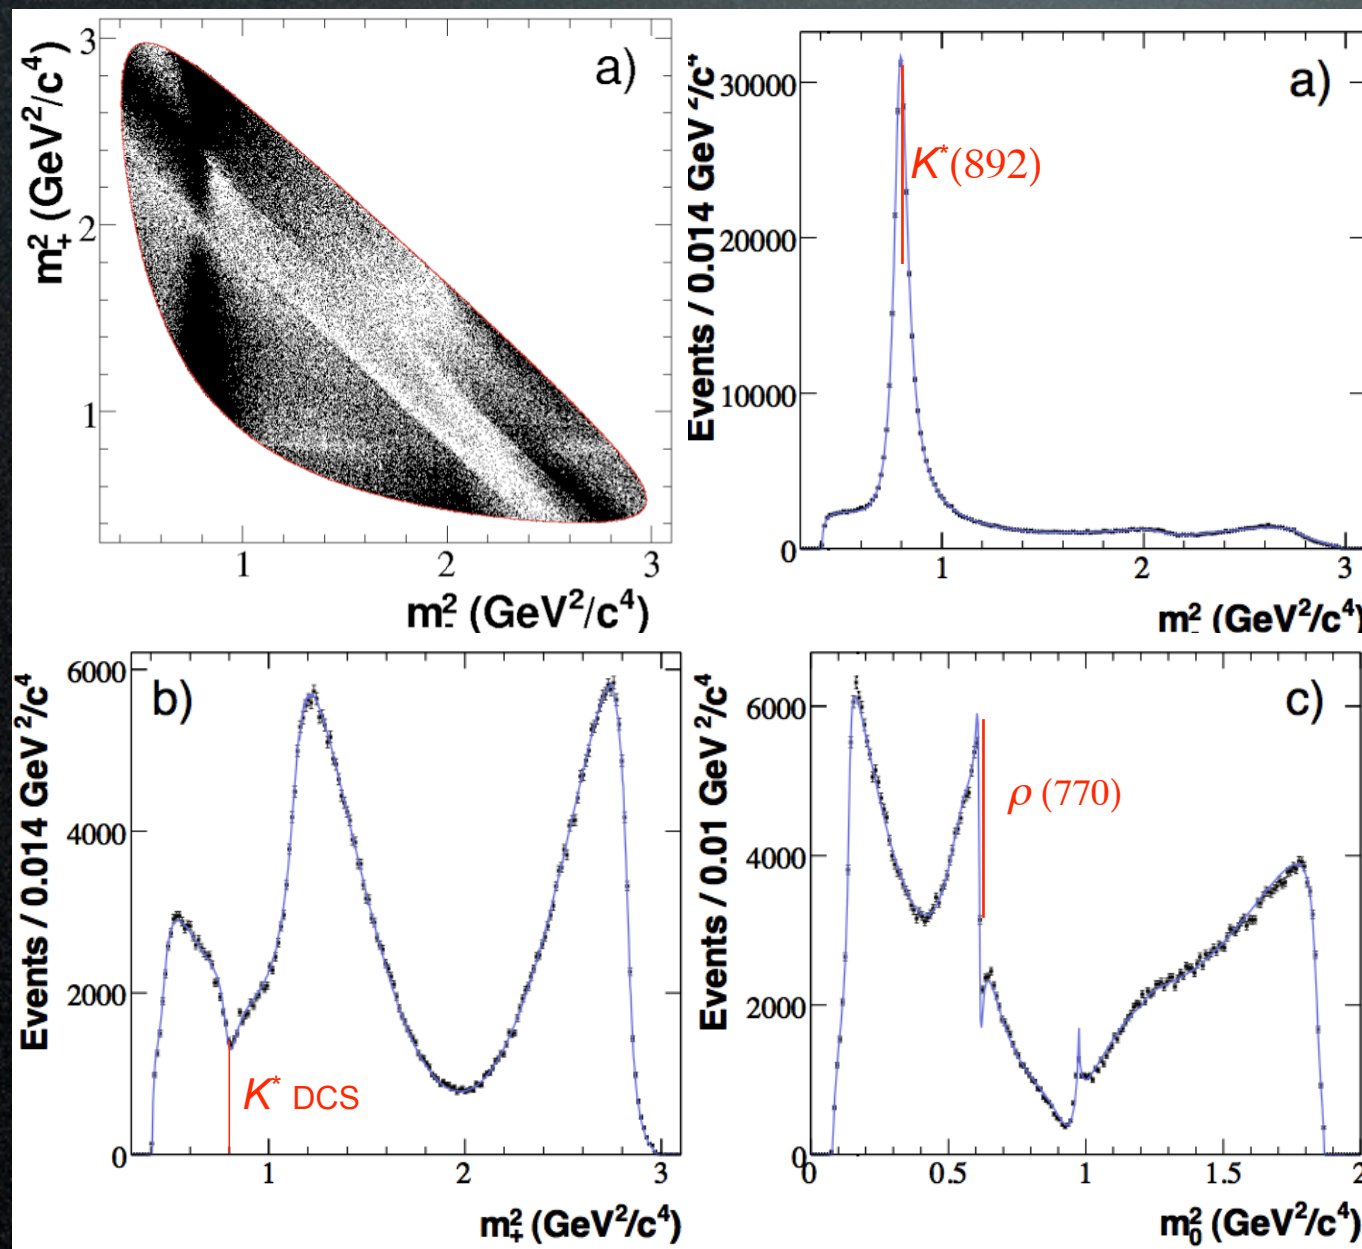 a)
m²₊ (GeV²/c⁴)
3
2
1
1
2
3
m²₋ (GeV²/c⁴)
a)
Events / 0.014 GeV²/c⁴
30000
20000
10000
0
K*(892)
1
2
3
m²₋ (GeV²/c⁴)
b)
Events / 0.014 GeV²/c⁴
6000
4000
2000
0
K* DCS
1
2
3
m²₊ (GeV²/c⁴)
c)
Events / 0.01 GeV²/c⁴
6000
4000
2000
0
ρ (770)
0
0.5
1
1.5
2
m²₀ (GeV²/c⁴)